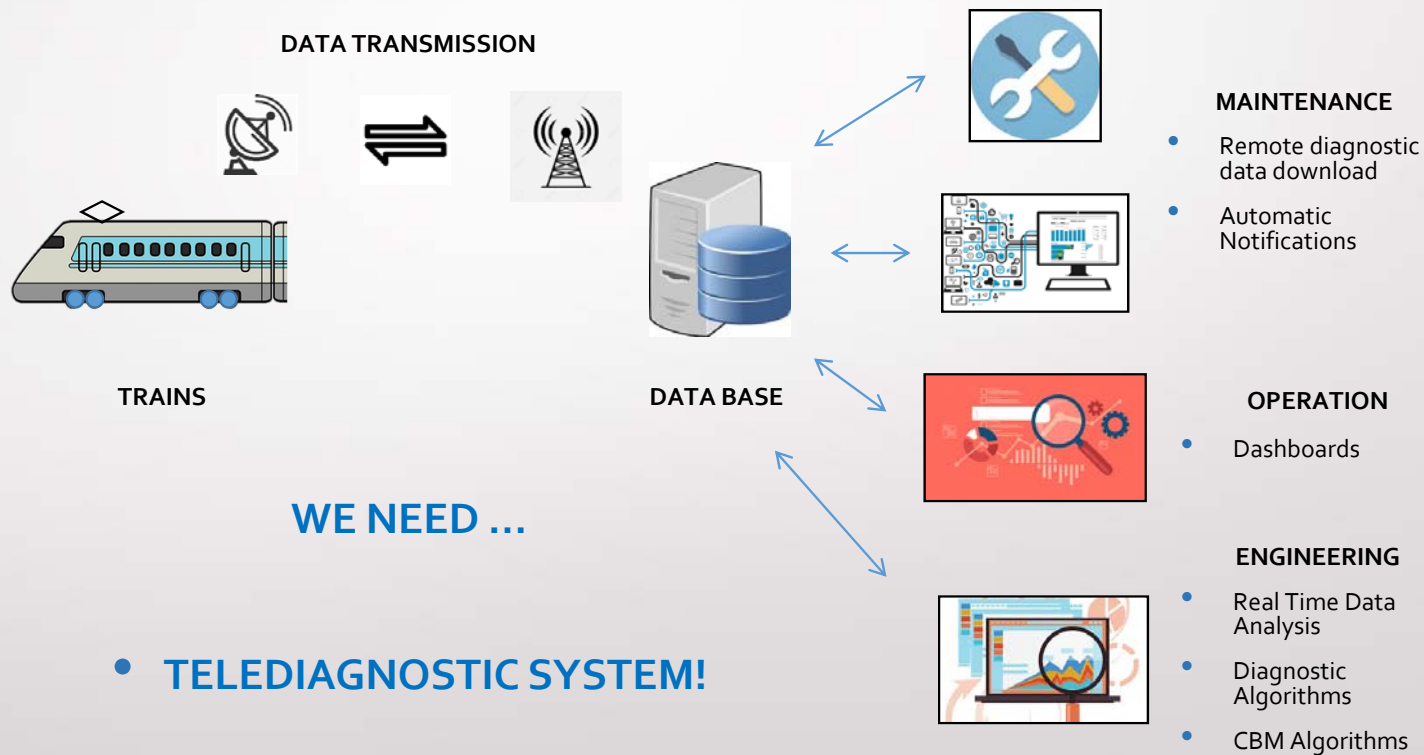 DATA TRANSMISSION
TRAINS
DATA BASE
WE NEED ...
• TELEDIAGNOSTIC SYSTEM!
MAINTENANCE
• Remote diagnostic
data download
• Automatic
Notifications
OPERATION
• Dashboards
ENGINEERING
• Real Time Data
Analysis
• Diagnostic
Algorithms
• CBM Algorithms